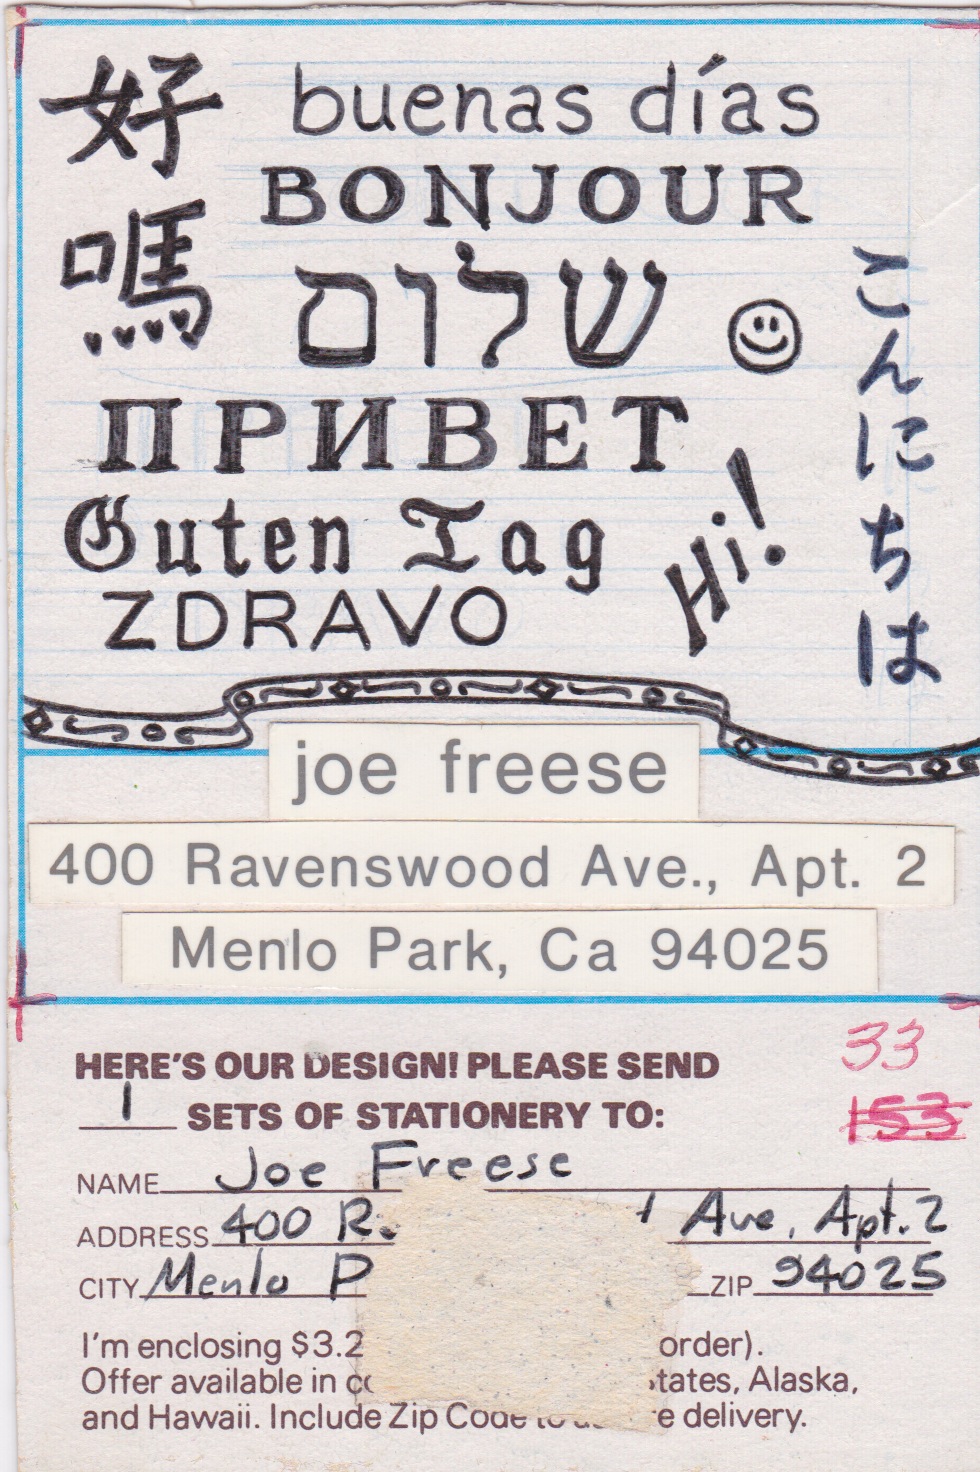 好嗎
buenas días
BONJOUR
שלום
こんにちは
ПРИВЕТ
Guten Tag
Hi!
ZDRAVO
joe freese
400 Ravenswood Ave., Apt. 2
Menlo Park, Ca 94025
33
153
HERE'S OUR DESIGN! PLEASE SEND
1 SETS OF STATIONERY TO:
NAME Joe Freese
ADDRESS 400 Ave, Apt. 2
CITY Menlo P ZIP 94025
I'm enclosing $3.2 order).
Offer available in tates, Alaska,
and Hawaii. Include Zip Code to delivery.